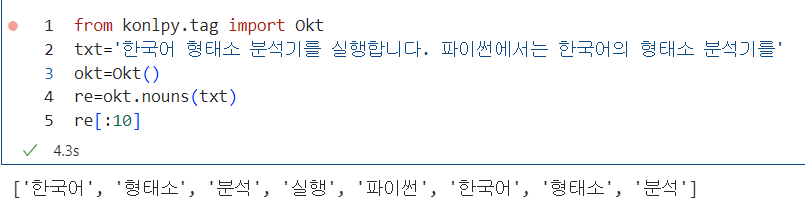 1 from konlpy.tag import Okt
2 txt='한국어 형태소 분석기를 실행합니다. 파이썬에서는 한국어의 형태소 분석기를'
3 okt=Okt()
4 re=okt.nouns(txt)
5 re[:10]
4.3s
['한국어', '형태소', '분석', '실행', '파이썬', '한국어', '형태소', '분석']